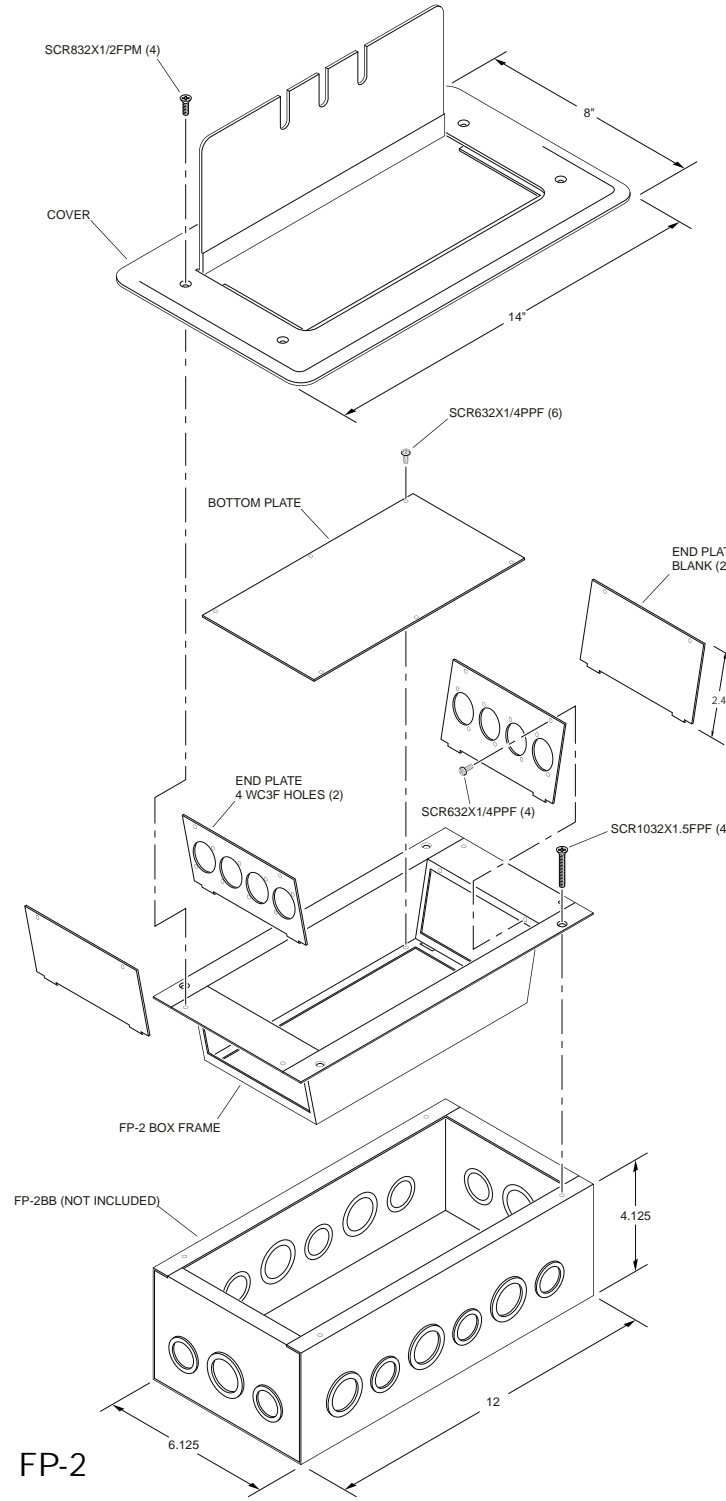 SCR832X1/2FPM (4)
8"
COVER
14"
SCR632X1/4PPF (6)
BOTTOM PLATE
BLANK (2
2.4
END PLATE
4 WC3F HOLES (2)
SCR632X1/4PPF (4)
SCR1032X1.5FPF (4
FP-2 BOX FRAME
FP-2BB (NOT INCLUDED)
4.125
12
6.125
FP-2